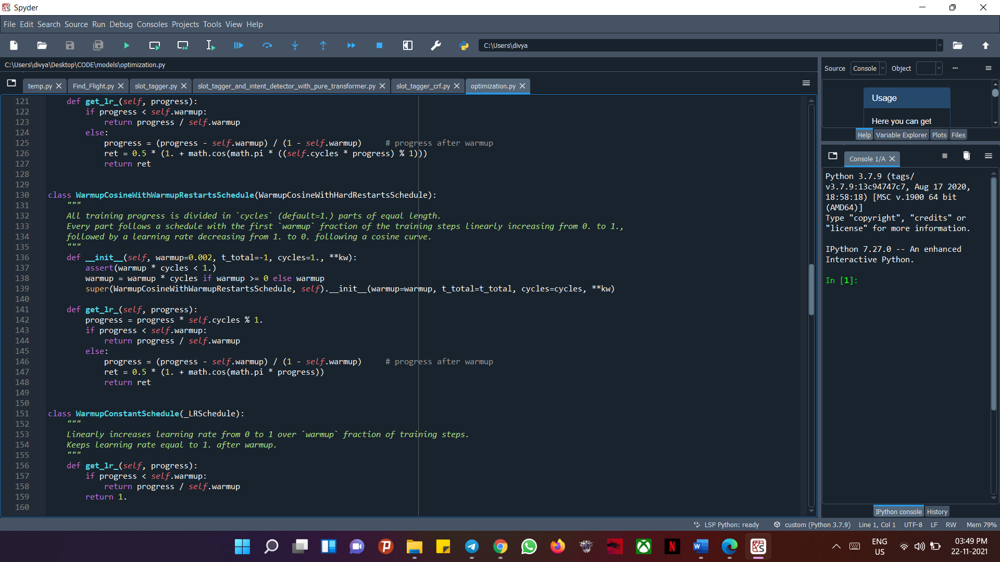 Spyder
File Edit Search Source Run Debug Consoles Projects Tools View Help
C:\Users\divya
C:\Users\divya\Desktop\CODE\models\optimization.py
temp.py
Find_Flight.py
slot_tagger.py
slot_tagger_and_intent_detector_with_pure_transformer.py
slot_tagger_crf.py
optimization.py
121     def get_lr_(self, progress):
122         if progress < self.warmup:
123             return progress / self.warmup
124         else:
125             progress = (progress - self.warmup) / (1 - self.warmup)     # progress after warmup
126             ret = 0.5 * (1. + math.cos(math.pi * ((self.cycles * progress) % 1)))
127             return ret
128
129
130 class WarmupCosineWithWarmupRestartsSchedule(WarmupCosineWithHardRestartsSchedule):
131     """
132     All training progress is divided in `cycles` (default=1.) parts of equal length.
133     Every part follows a schedule with the first `warmup` fraction of the training steps linearly increasing from 0. to 1.,
134     followed by a learning rate decreasing from 1. to 0. following a cosine curve.
135     """
136     def __init__(self, warmup=0.002, t_total=-1, cycles=1., **kw):
137         assert(warmup * cycles < 1.)
138         warmup = warmup * cycles if warmup >= 0 else warmup
139         super(WarmupCosineWithWarmupRestartsSchedule, self).__init__(warmup=warmup, t_total=t_total, cycles=cycles, **kw)
140
141     def get_lr_(self, progress):
142         progress = progress * self.cycles % 1.
143         if progress < self.warmup:
144             return progress / self.warmup
145         else:
146             progress = (progress - self.warmup) / (1 - self.warmup)     # progress after warmup
147             ret = 0.5 * (1. + math.cos(math.pi * progress))
148             return ret
149
150
151 class WarmupConstantSchedule(_LRSchedule):
152     """
153     Linearly increases learning rate from 0 to 1 over `warmup` fraction of training steps.
154     Keeps learning rate equal to 1. after warmup.
155     """
156     def get_lr_(self, progress):
157         if progress < self.warmup:
158             return progress / self.warmup
159         return 1.
160
Source Console Object
Usage
Here you can get
Help Variable Explorer Plots Files
Console 1/A
Python 3.7.9 (tags/
v3.7.9:13c94747c7, Aug 17 2020,
18:58:18) [MSC v.1900 64 bit
(AMD64)]
Type "copyright", "credits" or
"license" for more information.
IPython 7.27.0 -- An enhanced
Interactive Python.
In [1]:
IPython console History
LSP Python: ready custom (Python 3.7.9) Line 1, Col 1 UTF-8 LF RW Mem 79%
ENG
US
03:49 PM
22-11-2021